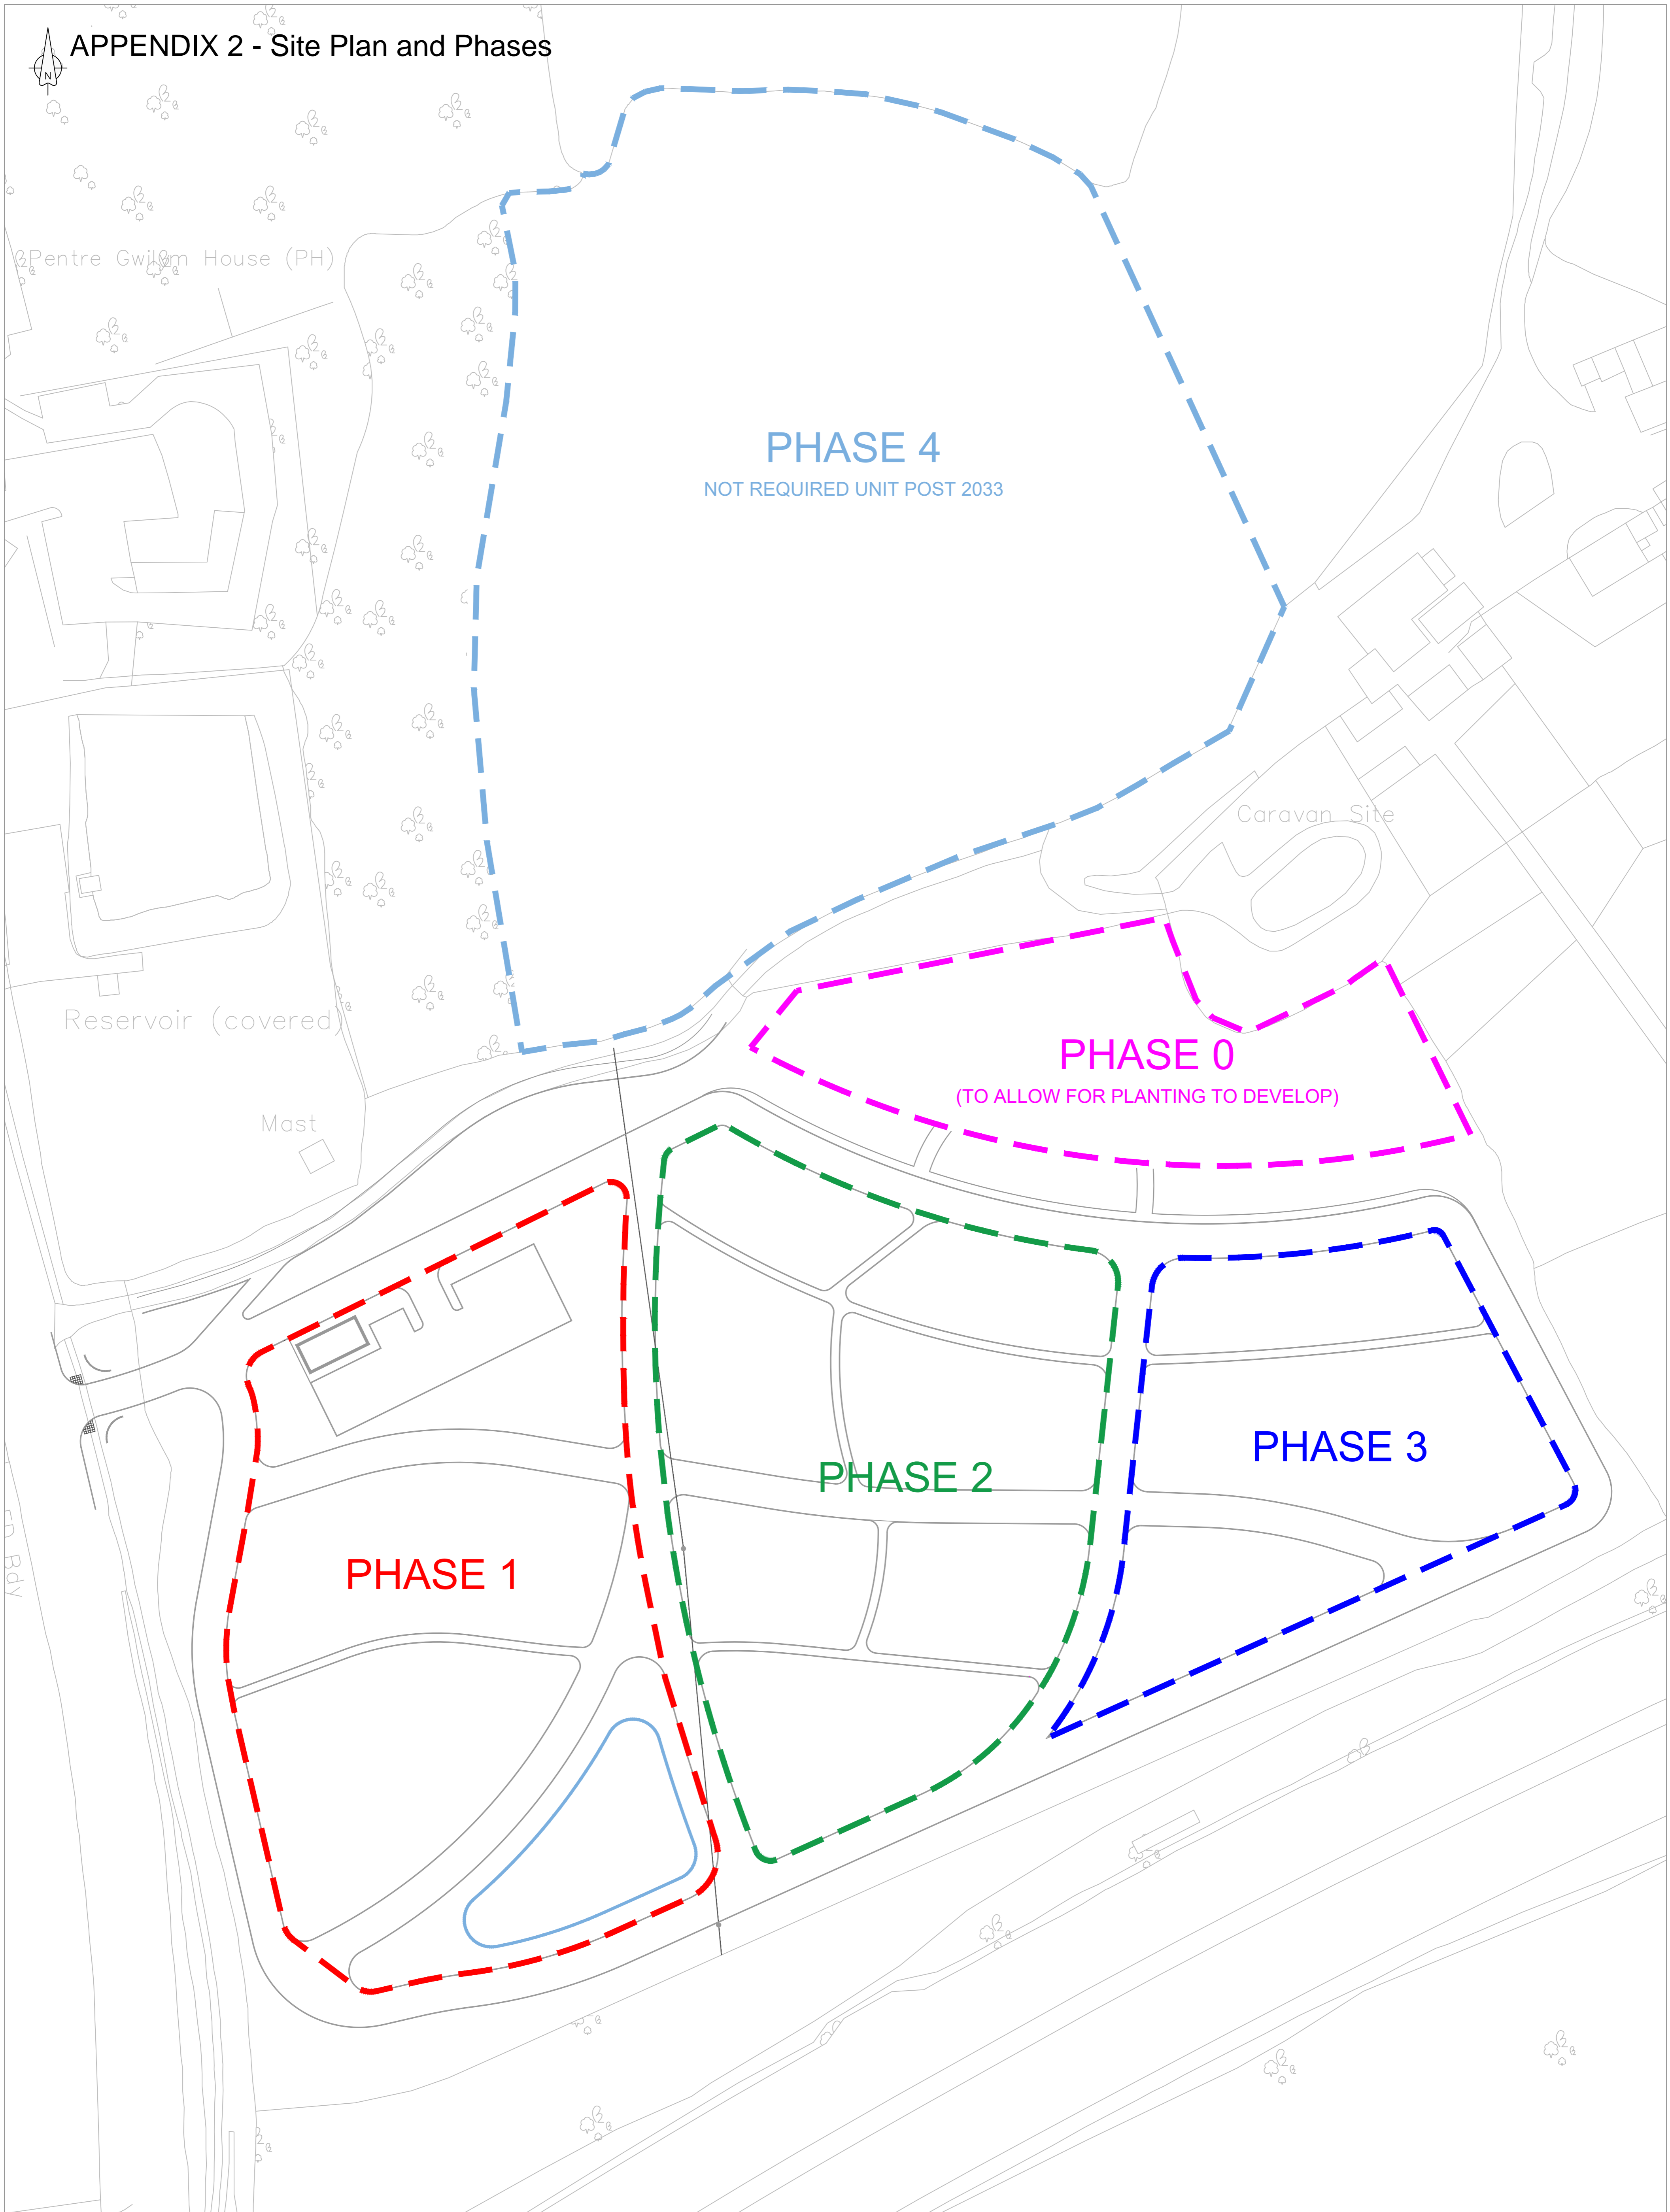 APPENDIX 2 - Site Plan and Phases
N
Pentre Gwilym House (PH)
PHASE 4
NOT REQUIRED UNIT POST 2033
Caravan Site
Reservoir (covered)
PHASE 0
(TO ALLOW FOR PLANTING TO DEVELOP)
Mast
PHASE 3
PHASE 2
PHASE 1
Bdy